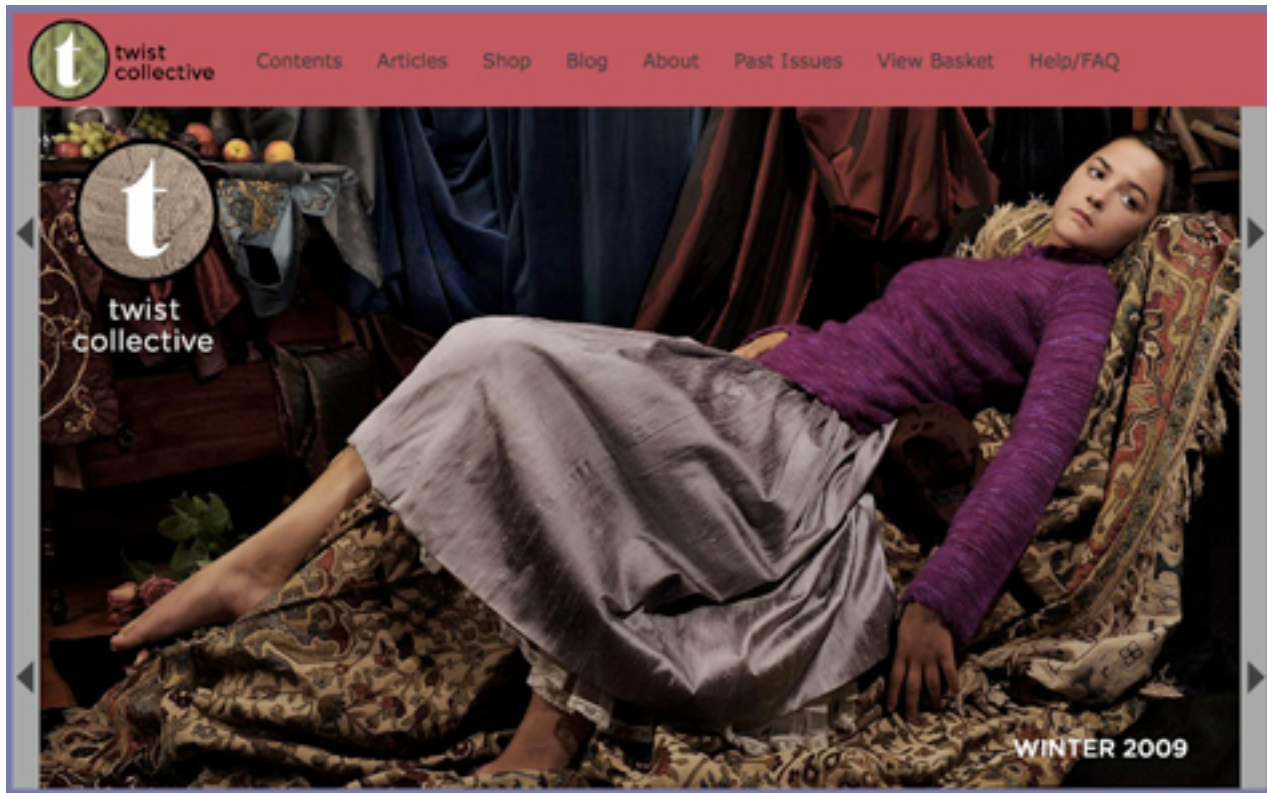 t
twist
collective
Contents Articles Shop Blog About Past Issues View Basket Help/FAQ
t
twist
collective
WINTER 2009